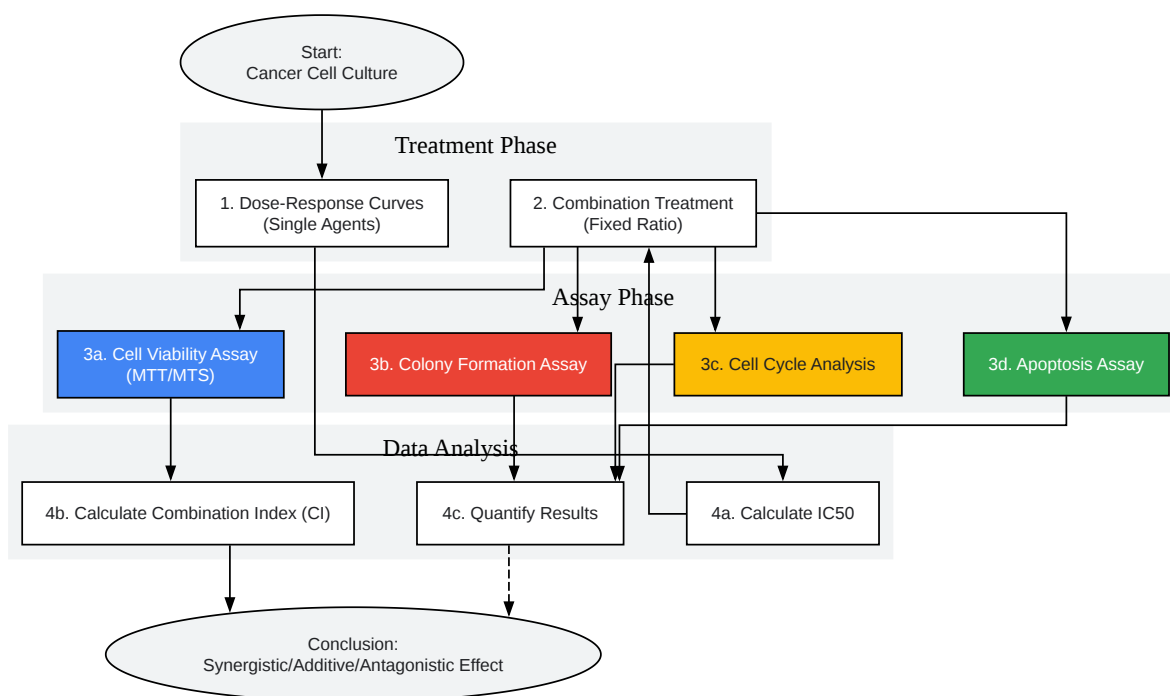 Start:
Cancer Cell Culture
Treatment Phase
1. Dose-Response Curves
(Single Agents)
2. Combination Treatment
(Fixed Ratio)
Assay Phase
3a. Cell Viability Assay
(MTT/MTS)
3b. Colony Formation Assay
3c. Cell Cycle Analysis
3d. Apoptosis Assay
Data Analysis
4b. Calculate Combination Index (CI)
4c. Quantify Results
4a. Calculate IC50
Conclusion:
Synergistic/Additive/Antagonistic Effect